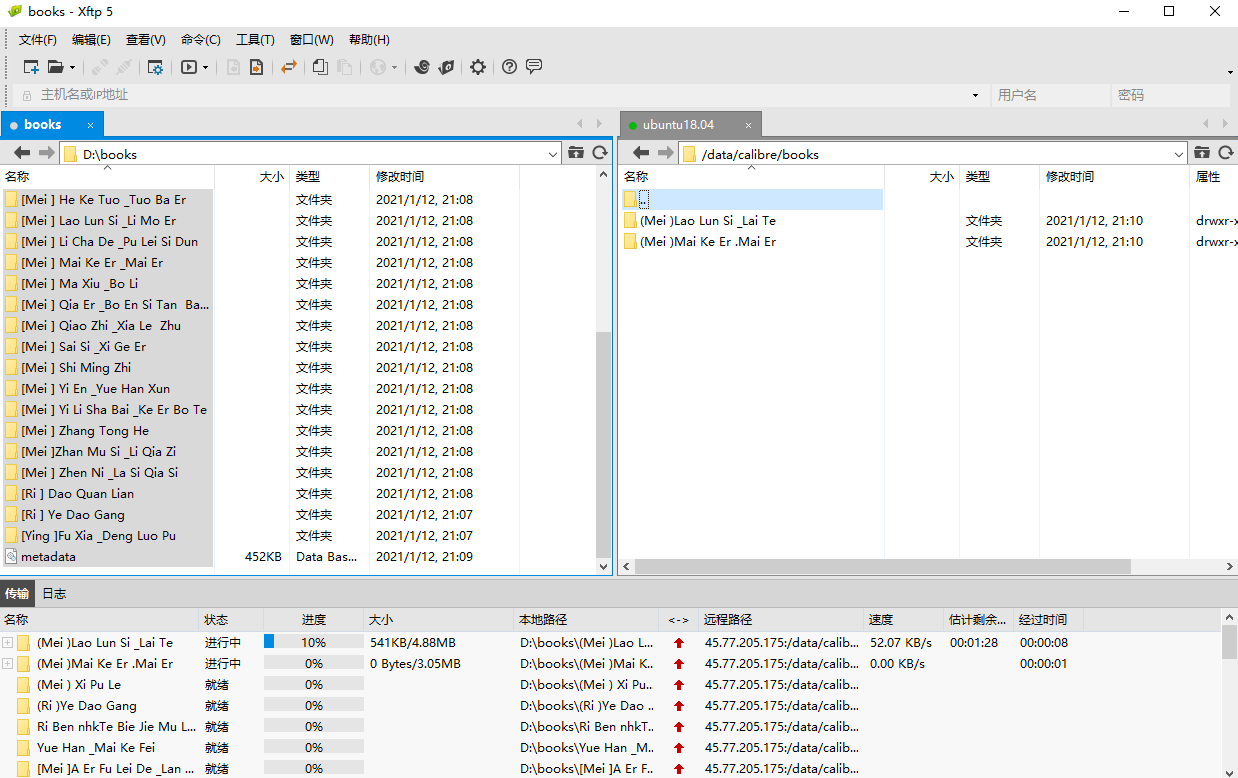 books - Xftp 5
文件(F) 编辑(E) 查看(V) 命令(C) 工具(T) 窗口(W) 帮助(H)
主机名或IP地址 用户名 密码
books × ubuntu18.04 ×
D:\books /data/calibre/books
名称 大小 类型 修改时间
[Mei ] He Ke Tuo _Tuo Ba Er 文件夹 2021/1/12, 21:08
[Mei ] Lao Lun Si _Li Mo Er 文件夹 2021/1/12, 21:08
[Mei ] Li Cha De _Pu Lei Si Dun 文件夹 2021/1/12, 21:08
[Mei ] Mai Ke Er _Mai Er 文件夹 2021/1/12, 21:08
[Mei ] Ma Xiu _Bo Li 文件夹 2021/1/12, 21:08
[Mei ] Qia Er _Bo En Si Tan Ba... 文件夹 2021/1/12, 21:08
[Mei ] Qiao Zhi _Xia Le Zhu 文件夹 2021/1/12, 21:08
[Mei ] Sai Si _Xi Ge Er 文件夹 2021/1/12, 21:08
[Mei ] Shi Ming Zhi 文件夹 2021/1/12, 21:08
[Mei ] Yi En _Yue Han Xun 文件夹 2021/1/12, 21:08
[Mei ] Yi Li Sha Bai _Ke Er Bo Te 文件夹 2021/1/12, 21:08
[Mei ] Zhang Tong He 文件夹 2021/1/12, 21:08
[Mei ]Zhan Mu Si _Li Qia Zi 文件夹 2021/1/12, 21:08
[Mei ] Zhen Ni _La Si Qia Si 文件夹 2021/1/12, 21:08
[Ri ] Dao Quan Lian 文件夹 2021/1/12, 21:08
[Ri ] Ye Dao Gang 文件夹 2021/1/12, 21:07
[Ying ]Fu Xia _Deng Luo Pu 文件夹 2021/1/12, 21:07
metadata 452KB Data Bas... 2021/1/12, 21:09
名称 大小 类型 修改时间 属性
..
(Mei )Lao Lun Si _Lai Te 文件夹 2021/1/12, 21:10 drwxr-x
(Mei )Mai Ke Er .Mai Er 文件夹 2021/1/12, 21:10 drwxr-x
传输 日志
名称 状态 进度 大小 本地路径 <-> 远程路径 速度 估计剩余... 经过时间
(Mei )Lao Lun Si _Lai Te 进行中 10% 541KB/4.88MB D:\books\(Mei )Lao L... 45.77.205.175:/data/calib... 52.07 KB/s 00:01:28 00:00:08
(Mei )Mai Ke Er .Mai Er 进行中 0% 0 Bytes/3.05MB D:\books\(Mei )Mai K... 45.77.205.175:/data/calib... 0.00 KB/s 00:00:01
(Mei ) Xi Pu Le 就绪 0% D:\books\(Mei ) Xi Pu... 45.77.205.175:/data/calib...
(Ri )Ye Dao Gang 就绪 0% D:\books\(Ri )Ye Dao ... 45.77.205.175:/data/calib...
Ri Ben nhkTe Bie Jie Mu L... 就绪 0% D:\books\Ri Ben nhkT... 45.77.205.175:/data/calib...
Yue Han _Mai Ke Fei 就绪 0% D:\books\Yue Han _M... 45.77.205.175:/data/calib...
[Mei ]A Er Fu Lei De _Lan ... 就绪 0% D:\books\[Mei ]A Er F... 45.77.205.175:/data/calib...